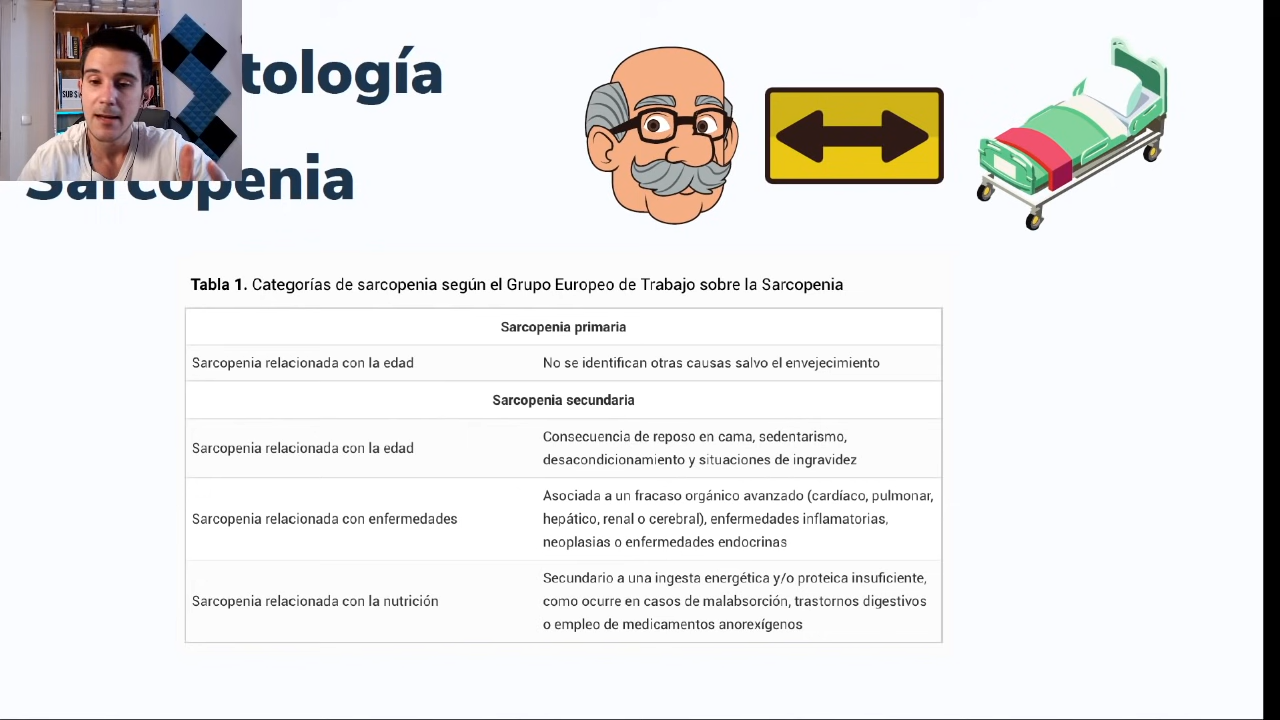 tología
Sarcopenia
SUBS
Tabla 1. Categorías de sarcopenia según el Grupo Europeo de Trabajo sobre la Sarcopenia
Sarcopenia primaria
Sarcopenia relacionada con la edad No se identifican otras causas salvo el envejecimiento
Sarcopenia secundaria
Sarcopenia relacionada con la edad
Consecuencia de reposo en cama, sedentarismo,
desacondicionamiento y situaciones de ingravidez
Sarcopenia relacionada con enfermedades
Asociada a un fracaso orgánico avanzado (cardíaco, pulmonar,
hepático, renal o cerebral), enfermedades inflamatorias,
neoplasias o enfermedades endocrinas
Sarcopenia relacionada con la nutrición
Secundario a una ingesta energética y/o proteica insuficiente,
como ocurre en casos de malabsorción, trastornos digestivos
o empleo de medicamentos anorexígenos